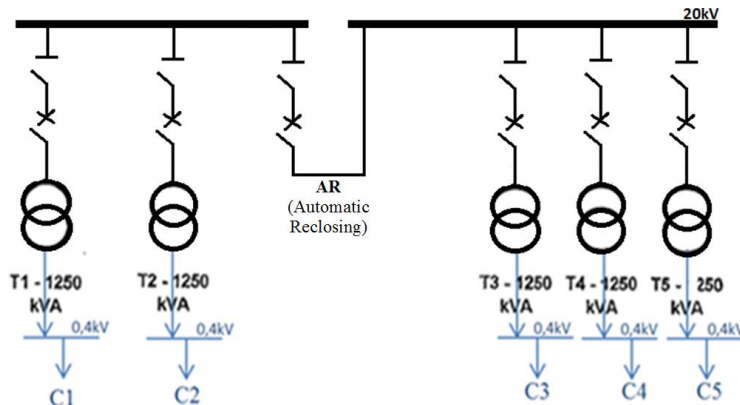 20kV
AR
(Automatic
Reclosing)
T1 - 1250
kVA
T2 - 1250
kVA
T3 - 1250
kVA
T4 - 1250
kVA
T5 - 250
kVA
0,4kV
0,4kV
0,4kV
0,4kV
0,4kV
C1
C2
C3
C4
C5